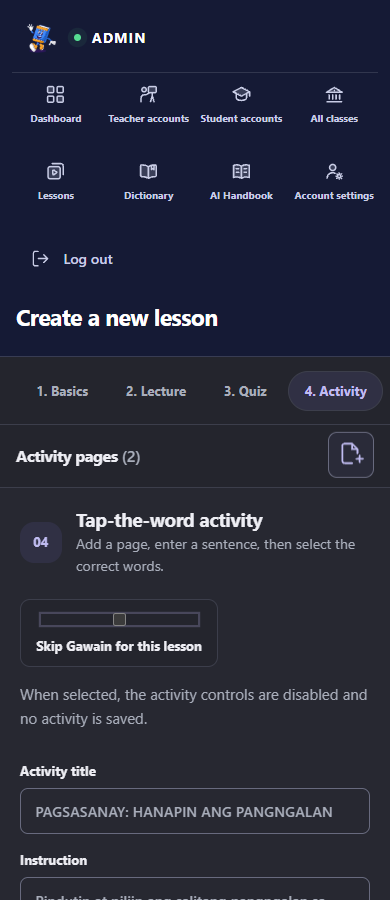 ADMIN
Dashboard
Teacher accounts
Student accounts
All classes
Lessons
Dictionary
AI Handbook
Account settings
Log out
Create a new lesson
1. Basics
2. Lecture
3. Quiz
4. Activity
Activity pages (2)
04
Tap-the-word activity
Add a page, enter a sentence, then select the
correct words.
Skip Gawain for this lesson
When selected, the activity controls are disabled and
no activity is saved.
Activity title
PAGSASANAY: HANAPIN ANG PANGNGALAN
Instruction